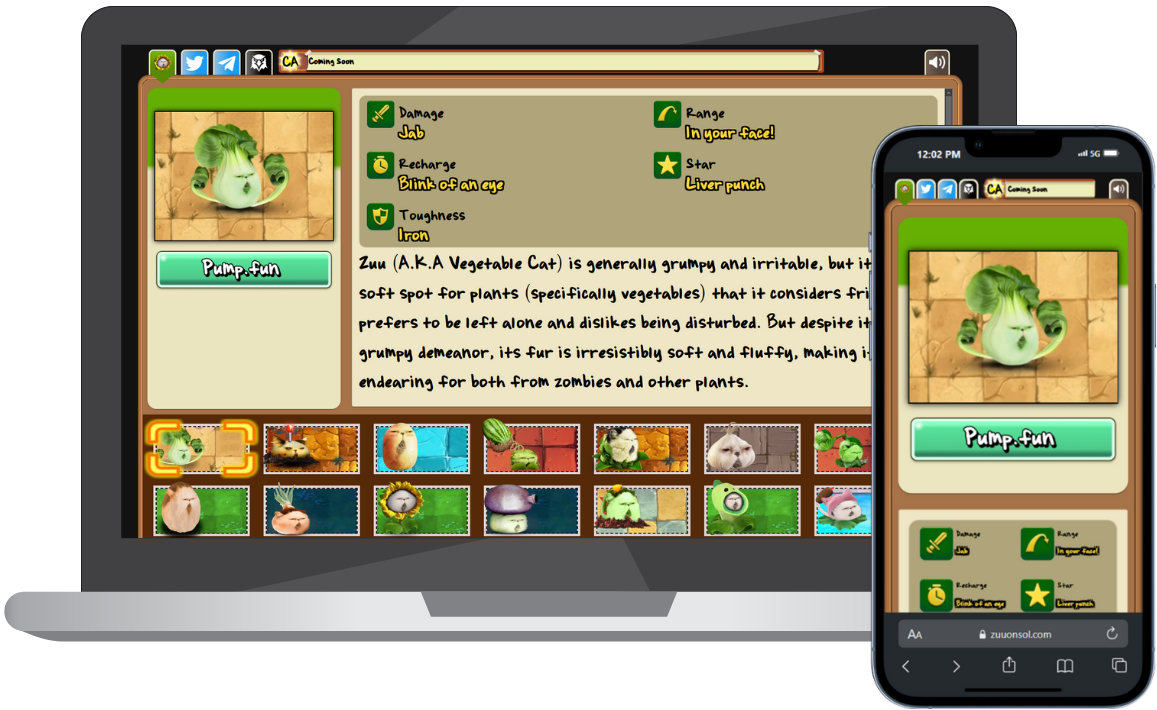 CA Coming Soon
Damage
Jab
Range
In your face!
Recharge
Blink of an eye
Star
Liver punch
Toughness
Iron
Pump.fun
Zuu (A.K.A Vegetable Cat) is generally grumpy and irritable, but it
soft spot for plants (specifically vegetables) that it considers fri
prefers to be left alone and dislikes being disturbed. But despite it
grumpy demeanor, its fur is irresistibly soft and fluffy, making i
endearing for both from zombies and other plants.
12:02 PM 5G
CA Coming Soon
Pump.fun
Damage
Jab
Range
In your face!
Recharge
Blink of an eye
Star
Liver punch
AA zuuonsol.com